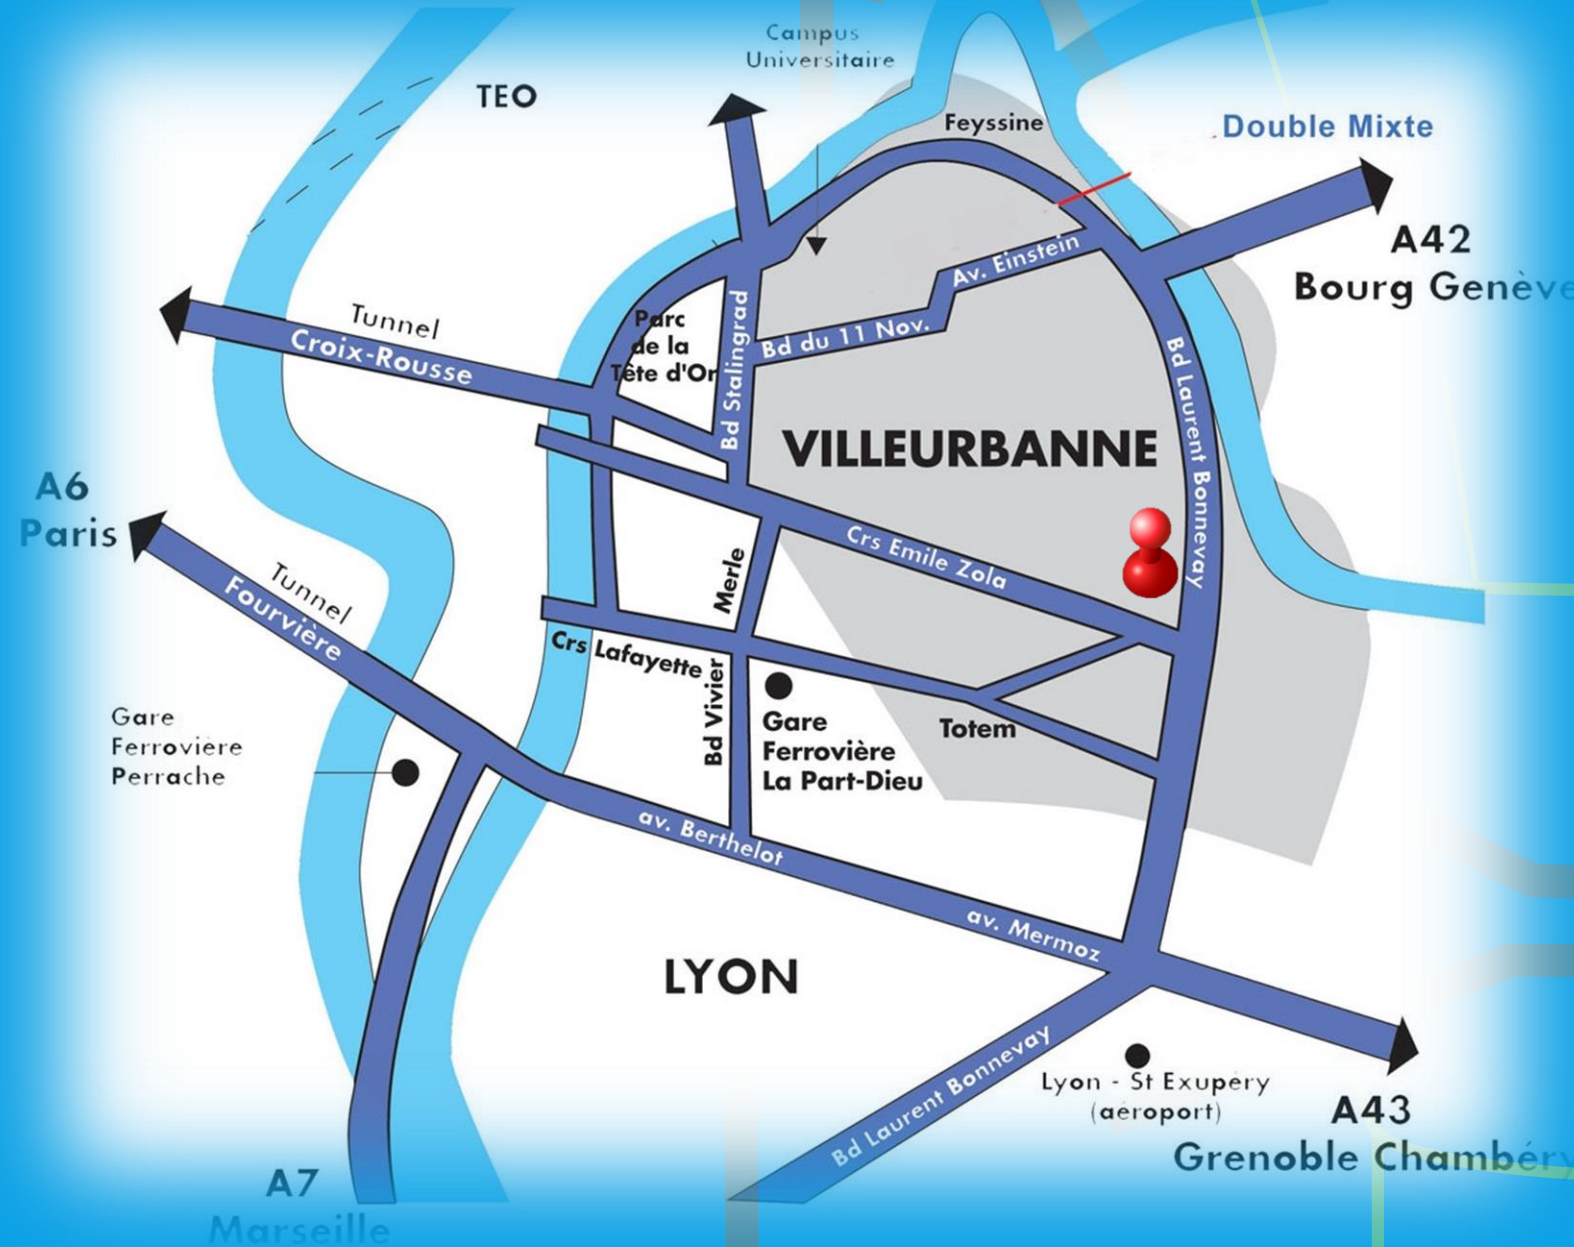 Campus
Universitaire
TEO
Feyssine
Double Mixte
A42
Bourg Genève
Av. Einstein
Bd du 11 Nov.
Parc
de la
Tête d'Or
Bd Stalingrad
Tunnel
Croix-Rousse
Bd Laurent Bonnevay
VILLEURBANNE
A6
Paris
Crs Emile Zola
Merle
Tunnel
Fourvière
Crs Lafayette
Bd Vivier
Gare
Ferrovière
La Part-Dieu
Totem
Gare
Ferrovière
Perrache
av. Berthelot
av. Mermoz
LYON
Bd Laurent Bonnevay
Lyon - St Exupéry
(aéroport)
A43
Grenoble Chambéry
A7
Marseille